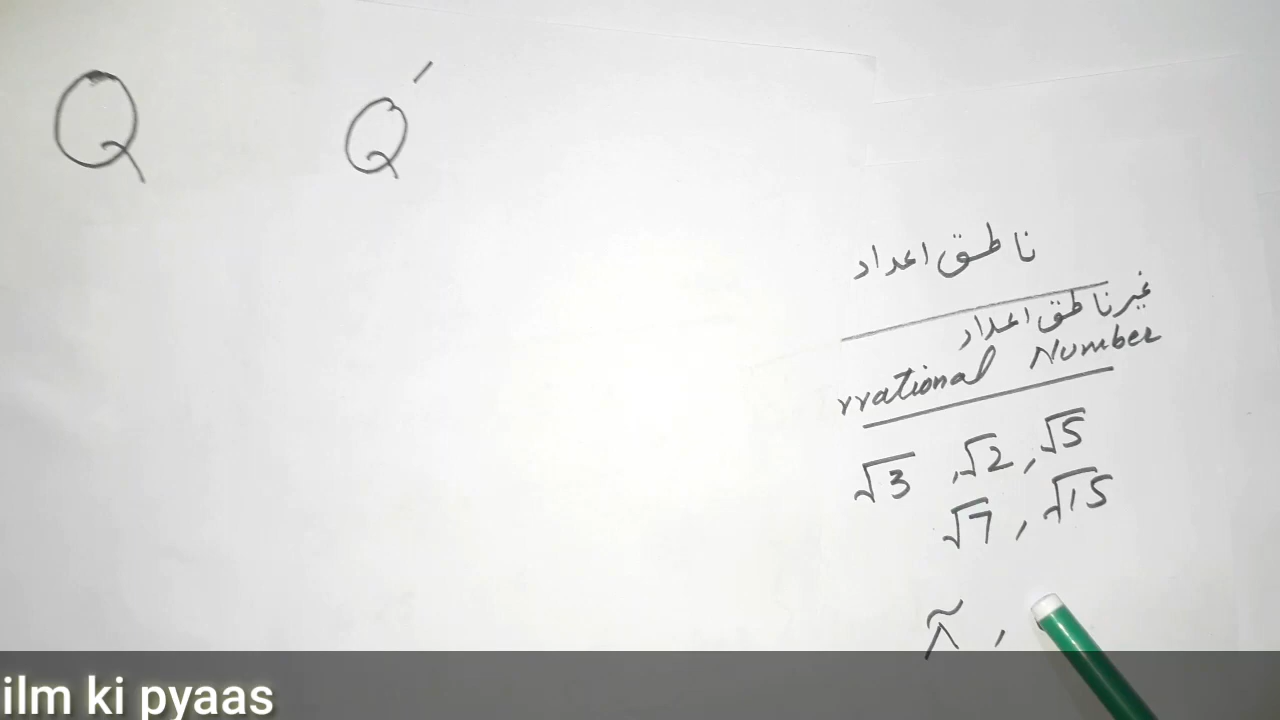 Q Q′
ناطق اعداد
غیر ناطق اعداد
rrational Number
√3 , √2 , √5
√7 , √15
π ,
ilm ki pyaas